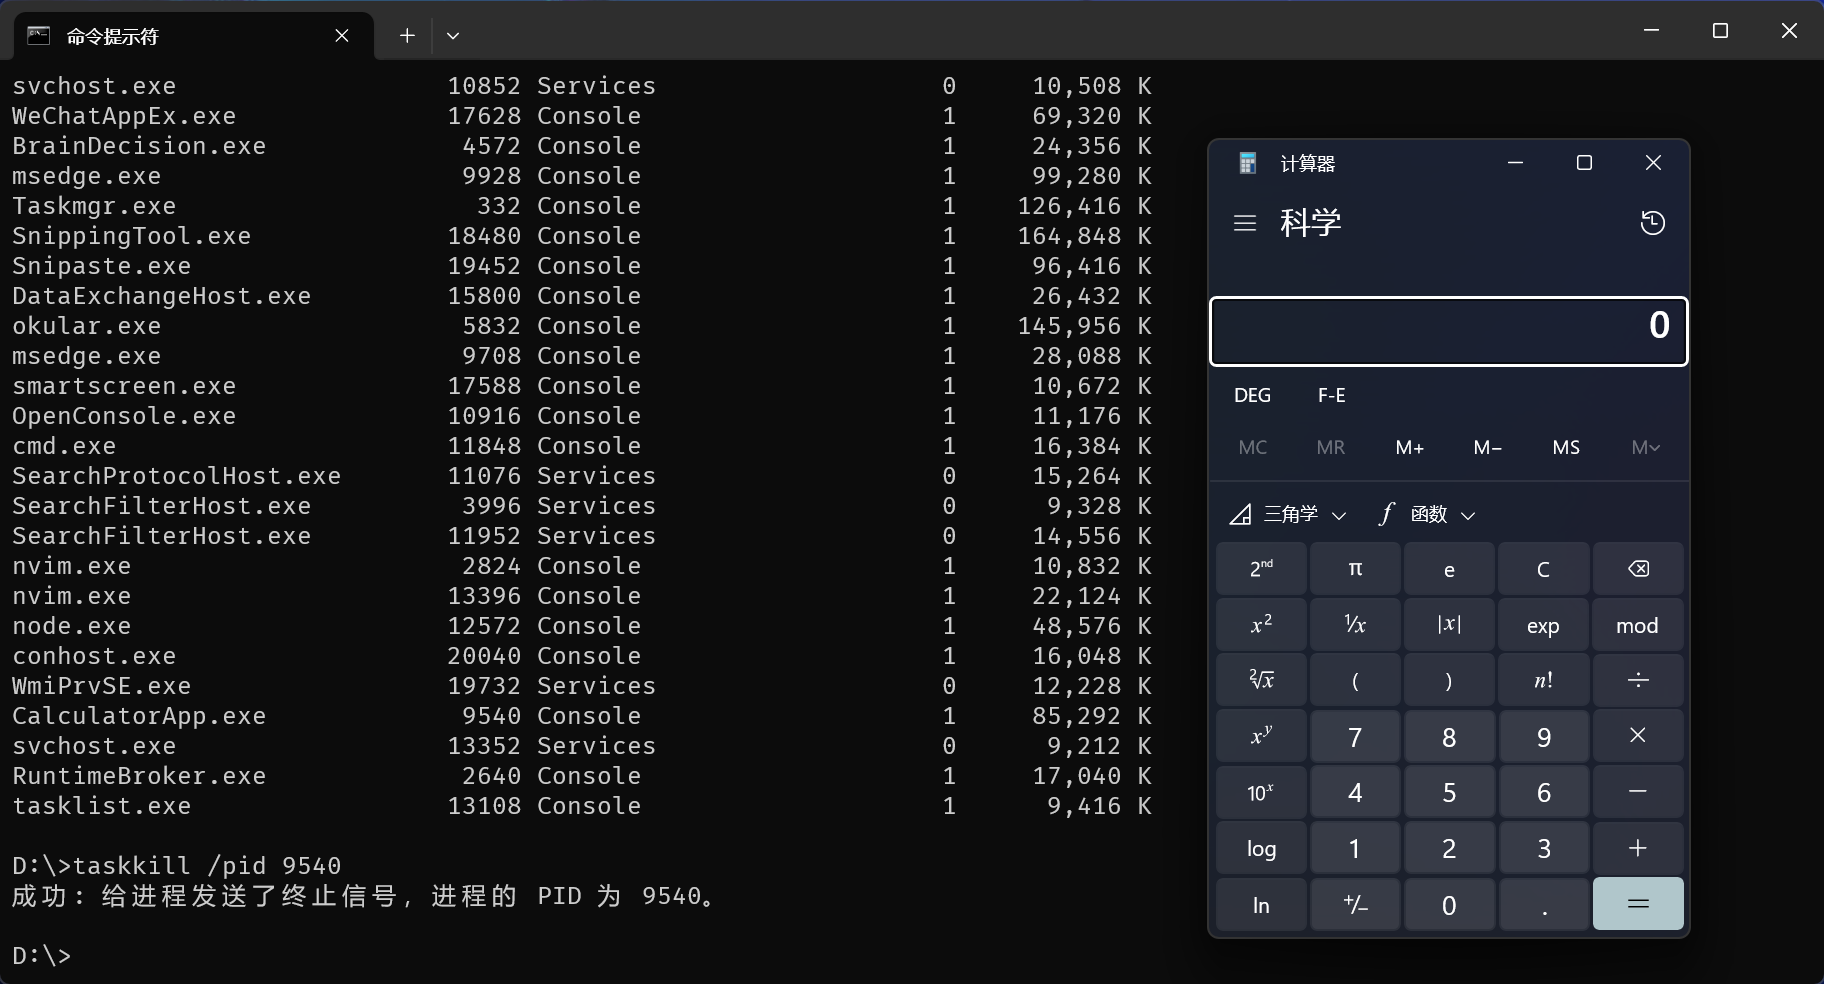 命令提示符
svchost.exe 10852 Services 0 10,508 K
WeChatAppEx.exe 17628 Console 1 69,320 K
BrainDecision.exe 4572 Console 1 24,356 K
msedge.exe 9928 Console 1 99,280 K
Taskmgr.exe 332 Console 1 126,416 K
SnippingTool.exe 18480 Console 1 164,848 K
Snipaste.exe 19452 Console 1 96,416 K
DataExchangeHost.exe 15800 Console 1 26,432 K
okular.exe 5832 Console 1 145,956 K
msedge.exe 9708 Console 1 28,088 K
smartscreen.exe 17588 Console 1 10,672 K
OpenConsole.exe 10916 Console 1 11,176 K
cmd.exe 11848 Console 1 16,384 K
SearchProtocolHost.exe 11076 Services 0 15,264 K
SearchFilterHost.exe 3996 Services 0 9,328 K
SearchFilterHost.exe 11952 Services 0 14,556 K
nvim.exe 2824 Console 1 10,832 K
nvim.exe 13396 Console 1 22,124 K
node.exe 12572 Console 1 48,576 K
conhost.exe 20040 Console 1 16,048 K
WmiPrvSE.exe 19732 Services 0 12,228 K
CalculatorApp.exe 9540 Console 1 85,292 K
svchost.exe 13352 Services 0 9,212 K
RuntimeBroker.exe 2640 Console 1 17,040 K
tasklist.exe 13108 Console 1 9,416 K
D:\>taskkill /pid 9540
成功: 给进程发送了终止信号，进程的 PID 为 9540。
D:\>
计算器
科学
0
DEG F-E
MC MR M+ M− MS M
三角学 f 函数
2ⁿᵈ π e C
x² ¹/x |x| exp mod
²√x ( ) n! ÷
xʸ 7 8 9 ×
10ˣ 4 5 6 −
log 1 2 3 +
ln +/− 0 . =